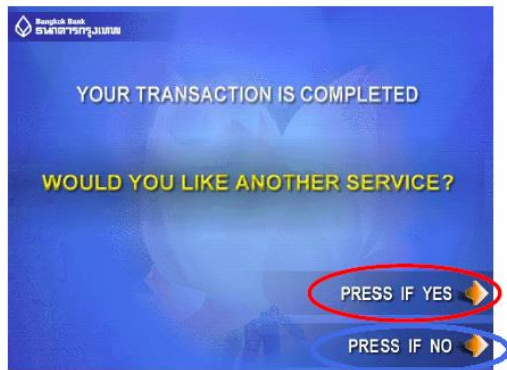 Bangkok Bank
ธนาคารกรุงเทพ
YOUR TRANSACTION IS COMPLETED
WOULD YOU LIKE ANOTHER SERVICE?
PRESS IF YES
PRESS IF NO